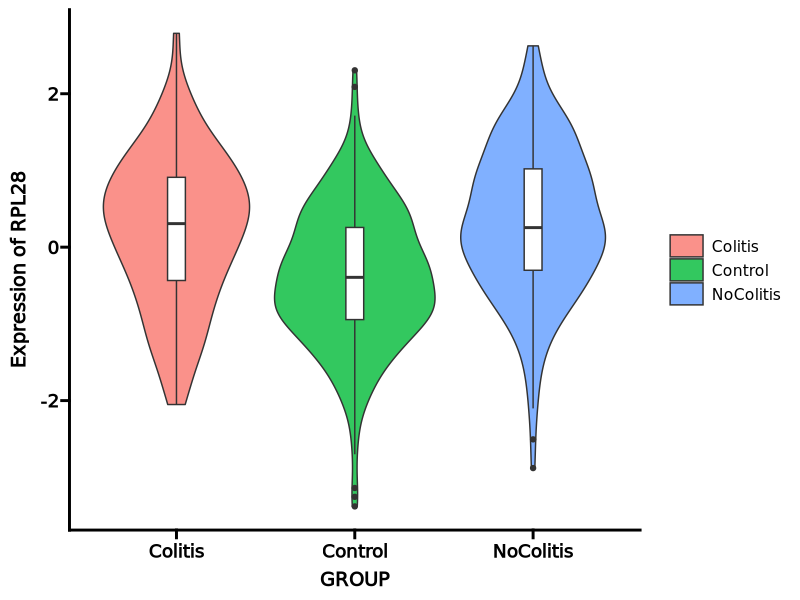 Expression of RPL28
2
0
-2
Colitis
Control
NoColitis
GROUP
Colitis
Control
NoColitis